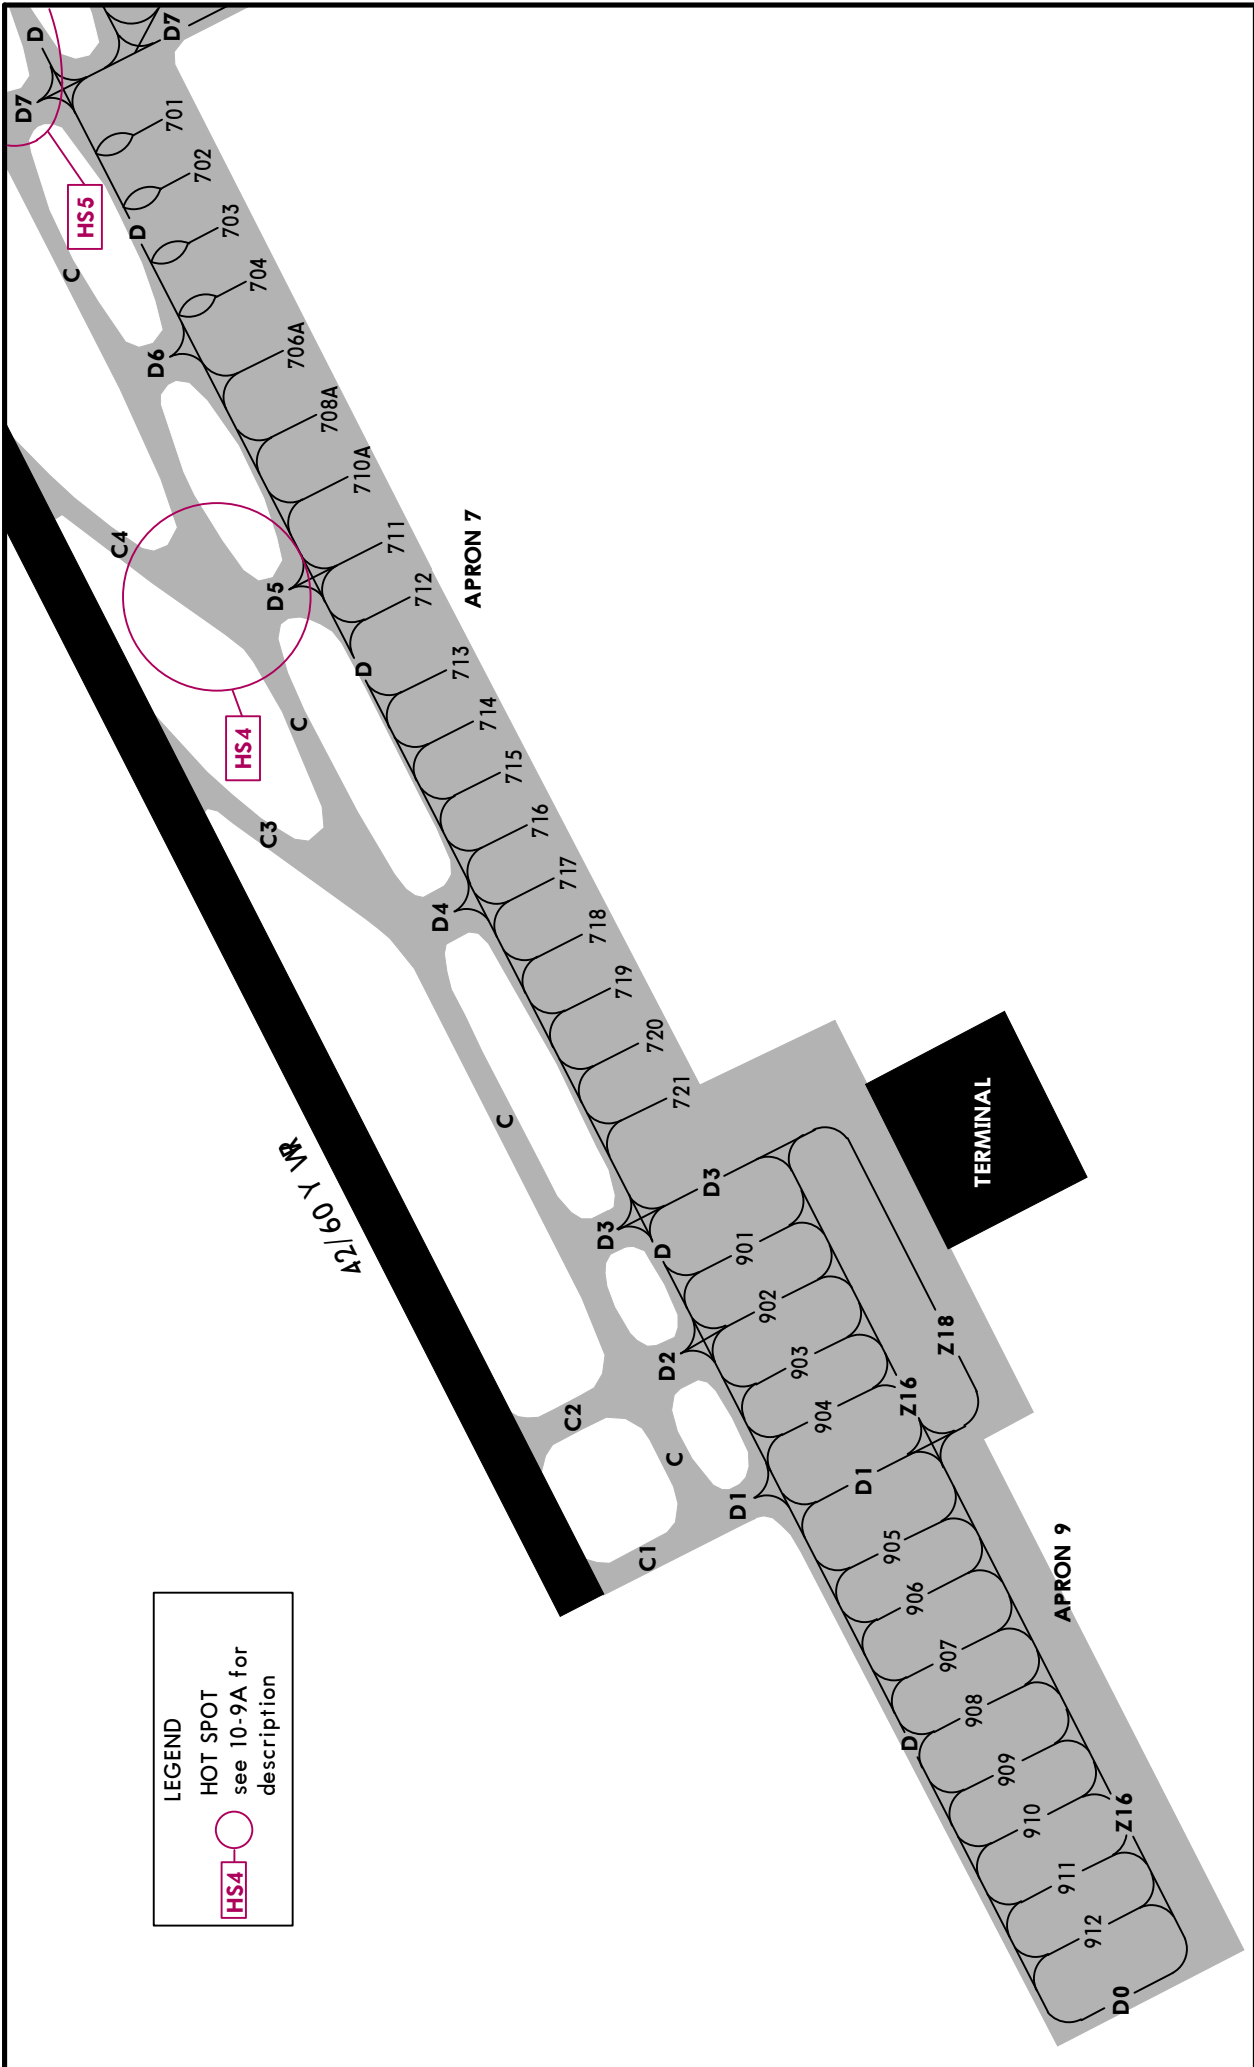 D
D7
D7
701
702
HS5
703
D
C
704
D6
706A
708A
710A
C4
711
D5
712
APRON 7
D
713
C
714
HS4
715
C3
716
717
D4
718
719
720
721
C
D3
D3
D
901
902
D2
903
Z18
904
Z16
C2
C
D1
D1
C1
905
906
907
908
D
909
910
Z16
911
912
D0
APRON 9
TERMINAL
LEGEND
HOT SPOT
HS4
see 10-9A for
description